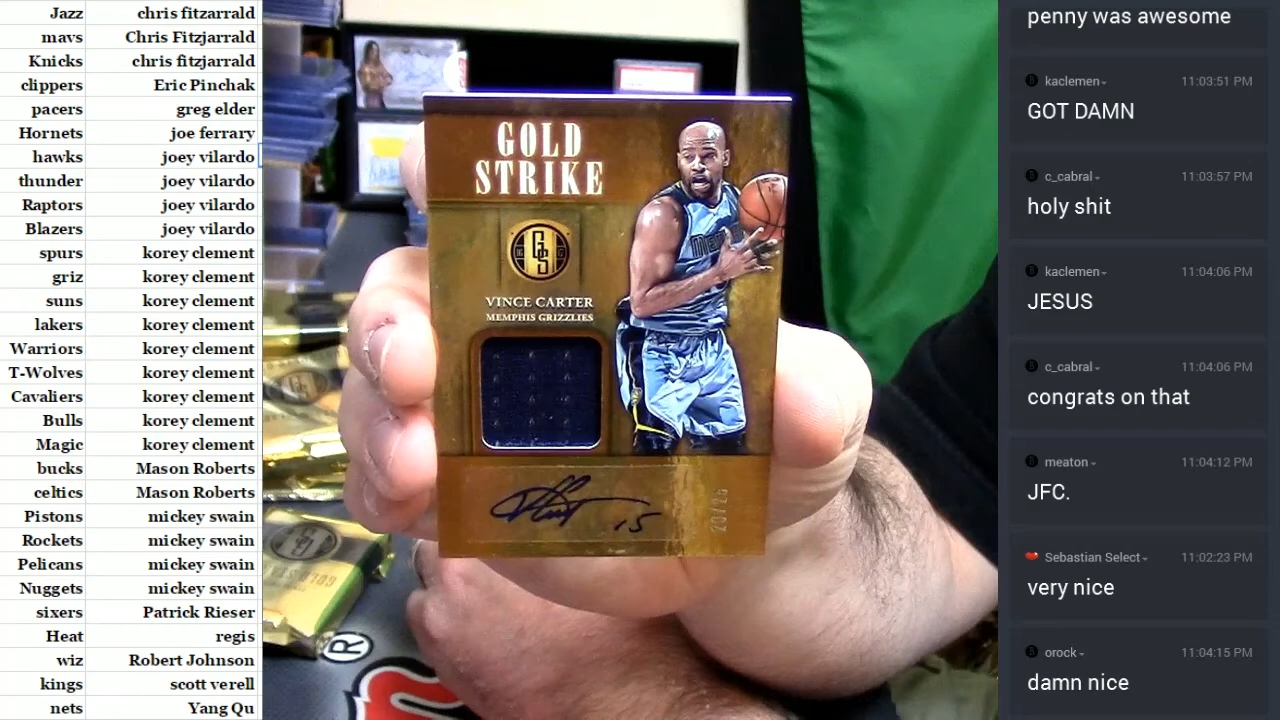 Jazz chris fitzarrald
mavs Chris Fitzjarrald
Knicks chris fitzjarrald
clippers Eric Pinchak
pacers greg elder
Hornets joe ferrary
hawks joey vilardo
thunder joey vilardo
Raptors joey vilardo
Blazers joey vilardo
spurs korey clement
griz korey clement
suns korey clement
lakers korey clement
Warriors korey clement
T-Wolves korey clement
Cavaliers korey clement
Bulls korey clement
Magic korey clement
bucks Mason Roberts
celtics Mason Roberts
Pistons mickey swain
Rockets mickey swain
Pelicans mickey swain
Nuggets mickey swain
sixers Patrick Rieser
Heat regis
wiz Robert Johnson
kings scott verell
nets Yang Qu
GOLD
STRIKE
GS
VINCE CARTER
MEMPHIS GRIZZLIES
15
®
penny was awesome
kaclemen 11:03:51 PM
GOT DAMN
c_cabral 11:03:57 PM
holy shit
kaclemen 11:04:06 PM
JESUS
c_cabral 11:04:06 PM
congrats on that
meaton 11:04:12 PM
JFC.
Sebastian Select 11:02:23 PM
very nice
orock 11:04:15 PM
damn nice